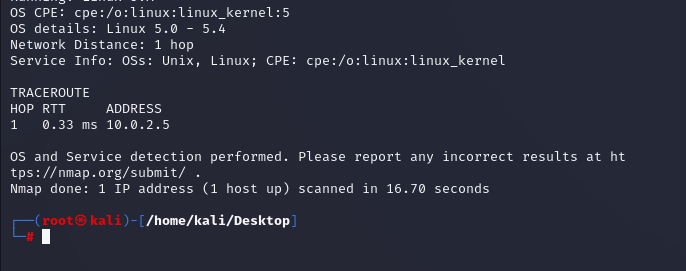 OS CPE: cpe:/o:linux:linux_kernel:5
OS details: Linux 5.0 - 5.4
Network Distance: 1 hop
Service Info: OSs: Unix, Linux; CPE: cpe:/o:linux:linux_kernel
TRACEROUTE
HOP RTT     ADDRESS
1   0.33 ms 10.0.2.5
OS and Service detection performed. Please report any incorrect results at ht
tps://nmap.org/submit/ .
Nmap done: 1 IP address (1 host up) scanned in 16.70 seconds
┌──(root㉿kali)-[/home/kali/Desktop]
└─#